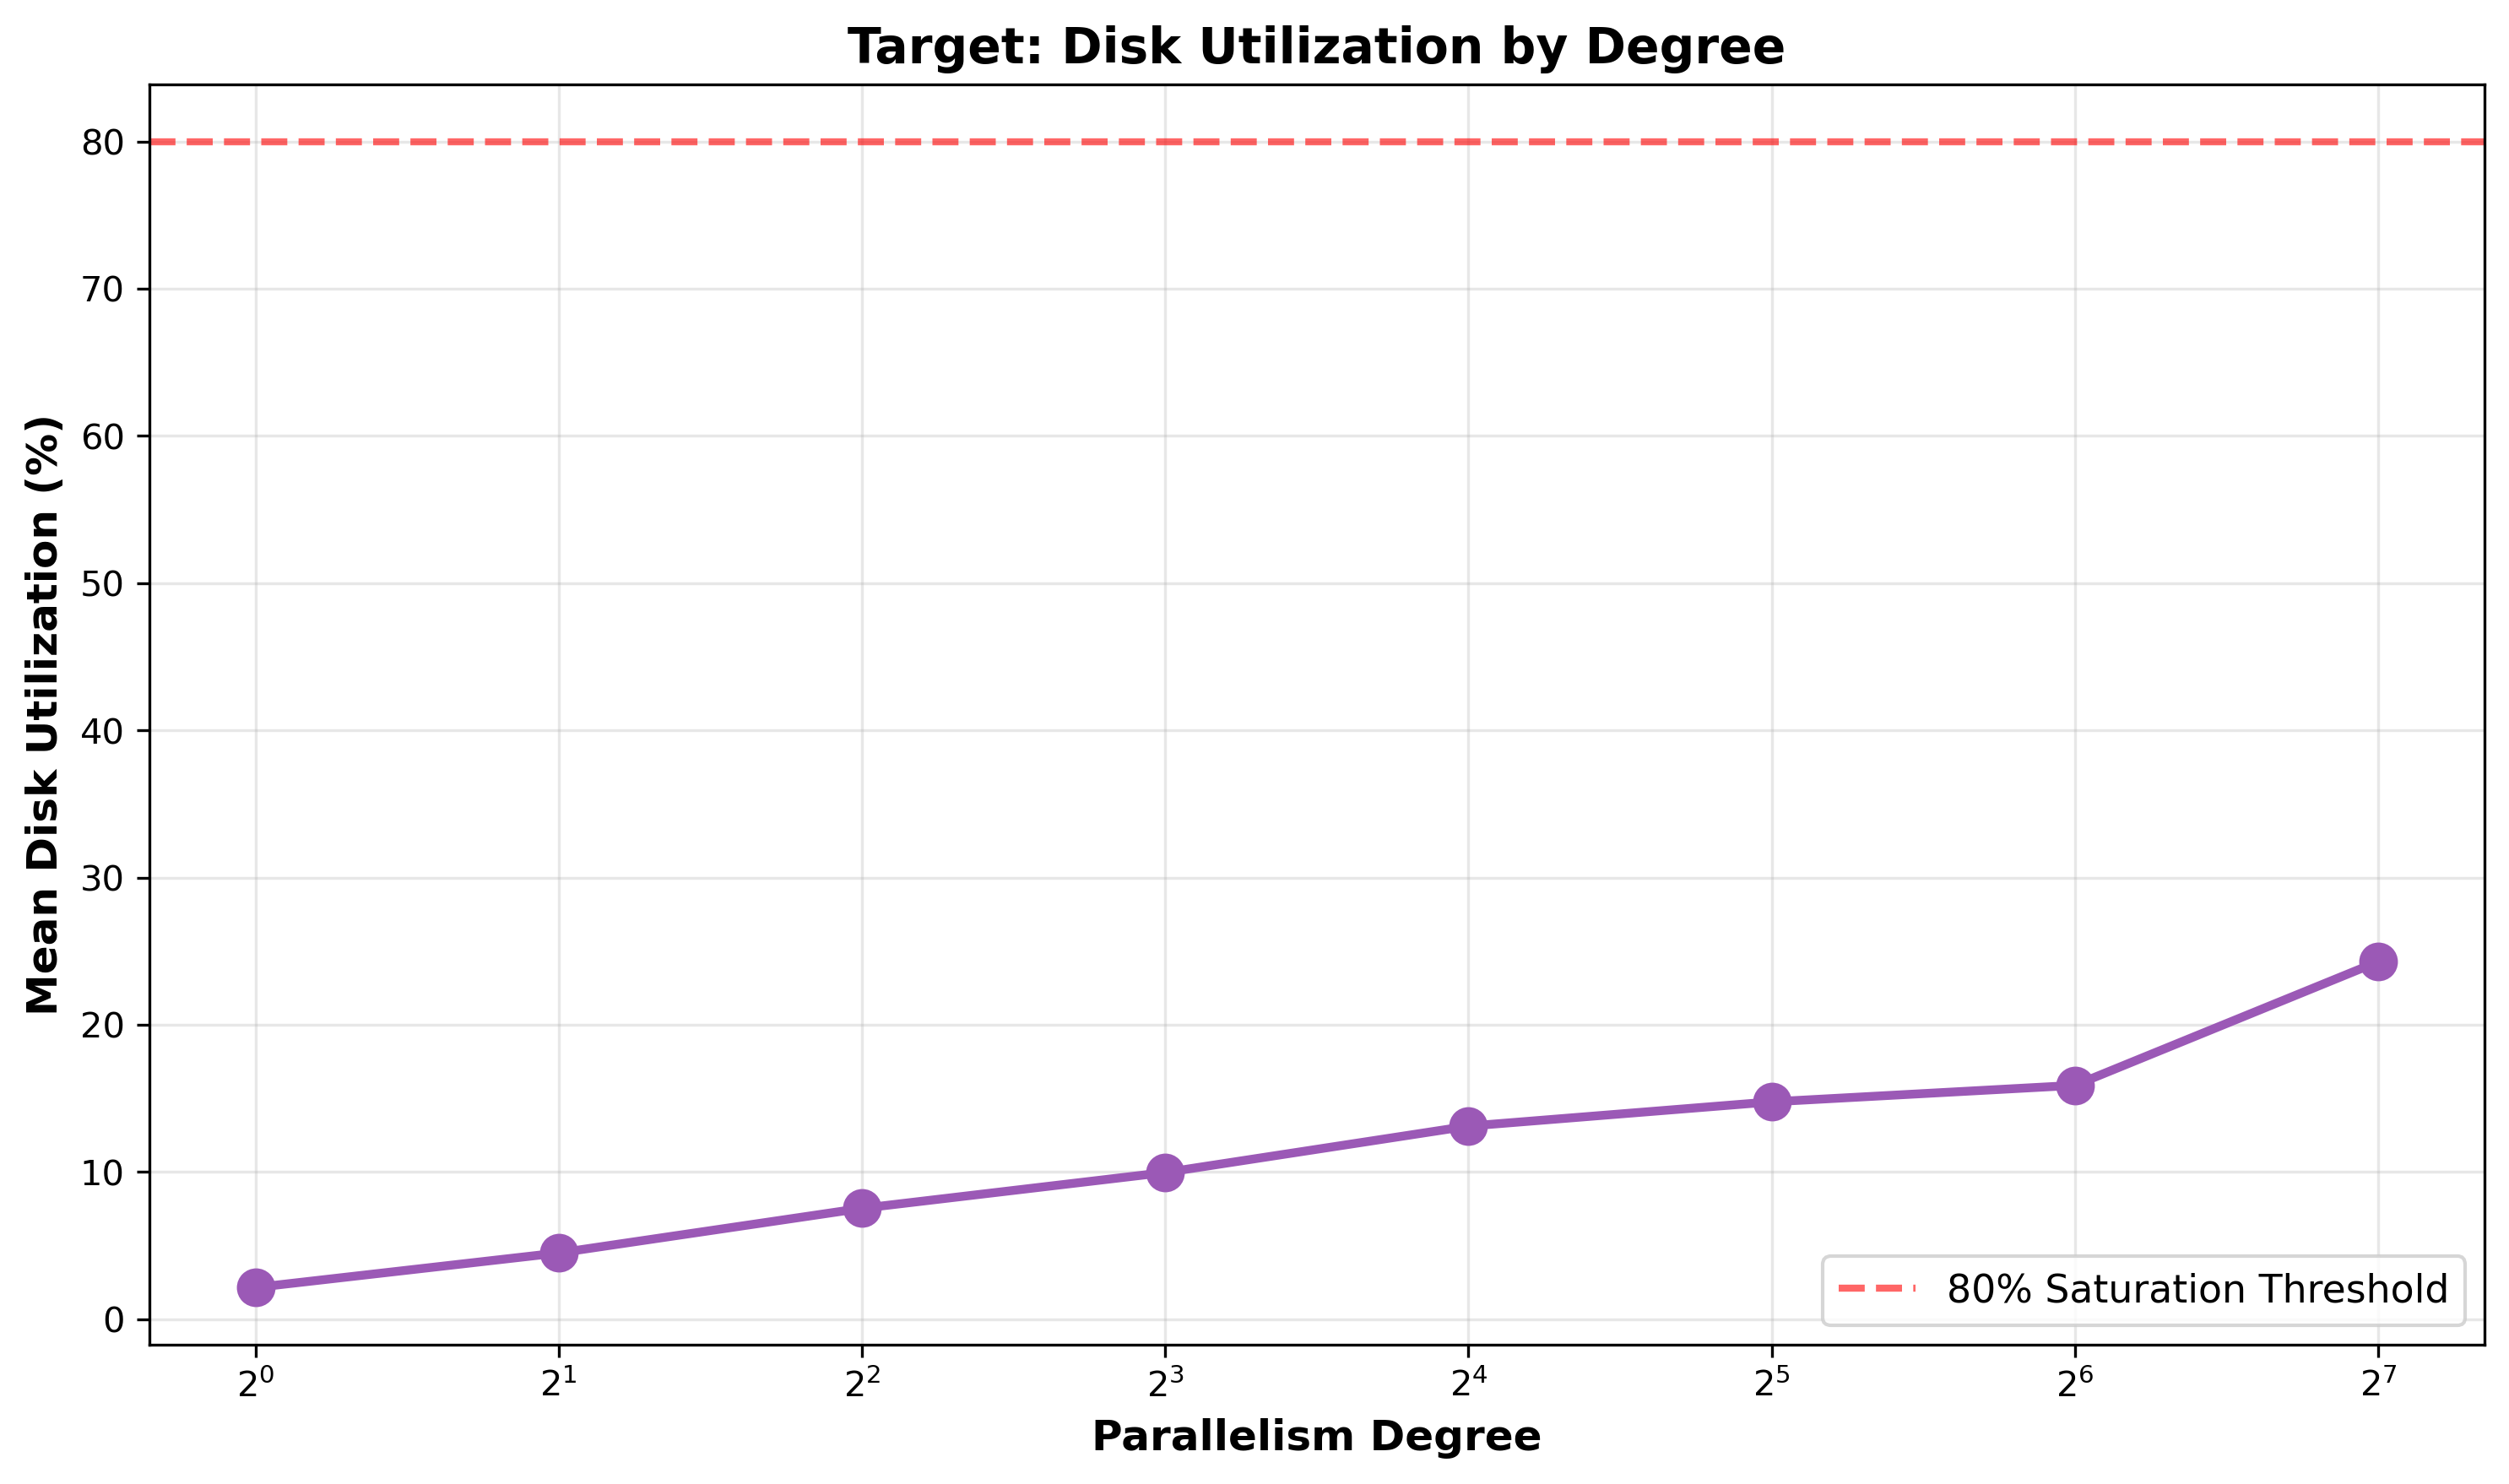 Target: Disk Utilization by Degree
Mean Disk Utilization (%)
80
70
60
50
40
30
20
10
0
2⁰ 2¹ 2² 2³ 2⁴ 2⁵ 2⁶ 2⁷
Parallelism Degree
80% Saturation Threshold